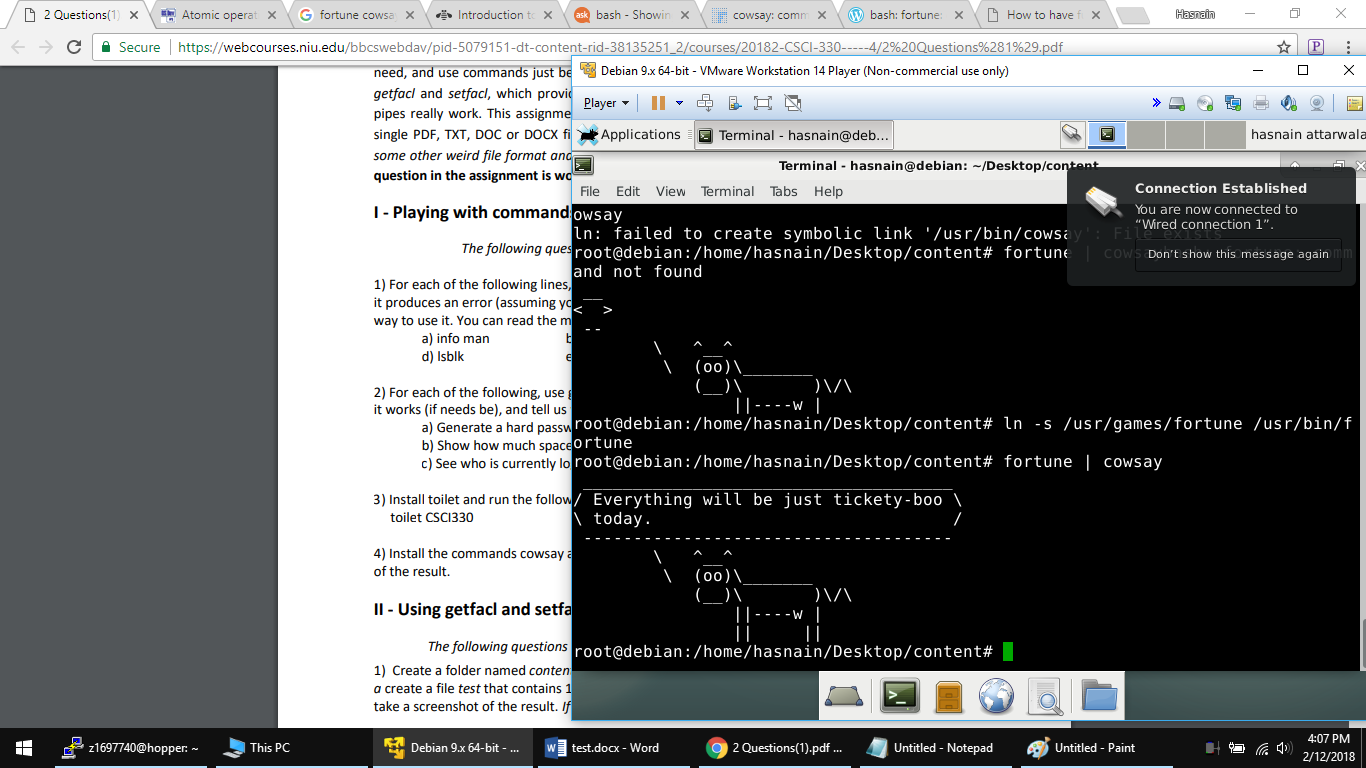 2 Questions(1)
Atomic operat
fortune cowsa
Introduction to
bash - Showin
cowsay: comm
bash: fortune:
How to have f
Hasnain
Secure
https://webcourses.niu.edu/bbcswebdav/pid-5079151-dt-content-rid-38135251_2/courses/20182-CSCI-330-----4/2%20Questions%281%29.pdf
need, and use commands just be
getfacl and setfacl, which provid
pipes really work. This assignme
single PDF, TXT, DOC or DOCX fi
some other weird file format and
question in the assignment is wo
I - Playing with commands
The following ques
1) For each of the following lines,
it produces an error (assuming yo
way to use it. You can read the m
a) info man b
d) lsblk e
2) For each of the following, use g
it works (if needs be), and tell us
a) Generate a hard passw
b) Show how much space
c) See who is currently lo
3) Install toilet and run the follow
toilet CSCI330
4) Install the commands cowsay a
of the result.
II - Using getfacl and setfa
The following questions
1) Create a folder named conten
a create a file test that contains 1
take a screenshot of the result. If
Debian 9.x 64-bit - VMware Workstation 14 Player (Non-commercial use only)
Player
Applications
Terminal - hasnain@deb...
hasnain attarwala
Terminal - hasnain@debian: ~/Desktop/content
File Edit View Terminal Tabs Help
Connection Established
You are now connected to
“Wired connection 1”.
Don't show this message again
owsay
ln: failed to create symbolic link '/usr/bin/cowsay': File exists
root@debian:/home/hasnain/Desktop/content# fortune | cowsay
and not found
 __
<  >
 --
        \   ^__^
         \  (oo)\_______
            (__)\       )\/\
                ||----w |
root@debian:/home/hasnain/Desktop/content# ln -s /usr/games/fortune /usr/bin/f
ortune
root@debian:/home/hasnain/Desktop/content# fortune | cowsay
 _____________________________________
/ Everything will be just tickety-boo \
\ today.                              /
 -------------------------------------
        \   ^__^
         \  (oo)\_______
            (__)\       )\/\
                ||----w |
                ||     ||
root@debian:/home/hasnain/Desktop/content#
z1697740@hopper: ~
This PC
Debian 9.x 64-bit - ...
test.docx - Word
2 Questions(1).pdf ...
Untitled - Notepad
Untitled - Paint
4:07 PM
2/12/2018